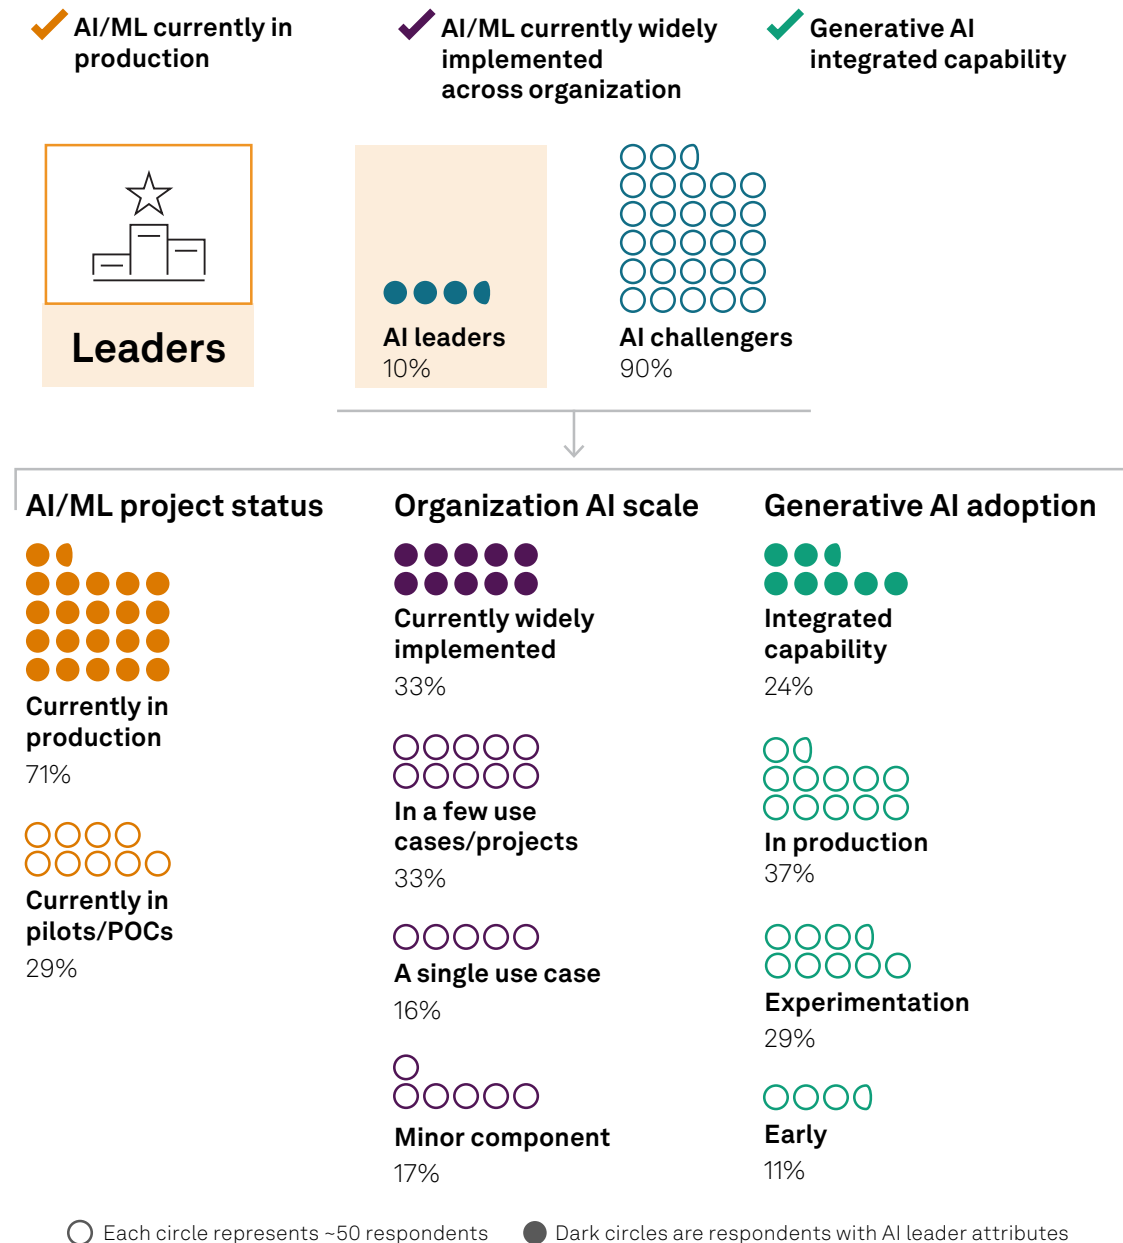 AI/ML currently in
production
AI/ML currently widely
implemented
across organization
Generative AI
integrated capability
Leaders
AI leaders
10%
AI challengers
90%
AI/ML project status
Currently in
production
71%
Currently in
pilots/POCs
29%
Organization AI scale
Currently widely
implemented
33%
In a few use
cases/projects
33%
A single use case
16%
Minor component
17%
Generative AI adoption
Integrated
capability
24%
In production
37%
Experimentation
29%
Early
11%
Each circle represents ~50 respondents
Dark circles are respondents with AI leader attributes